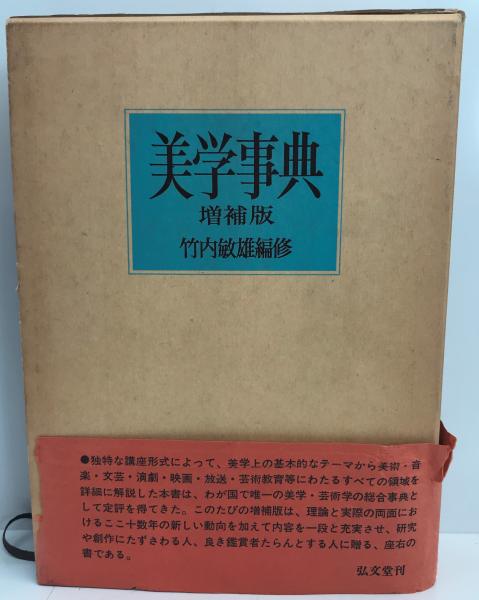 美学事典
増補版
竹内敏雄編修
●独特な講座形式によって、美学上の基本的なテーマから美術・音
楽・文芸・演劇・映画・放送・芸術教育等にわたるすべての領域を
詳細に解説した本書は、わが国で唯一の美学・芸術学の総合事典と
して定評を得てきた。このたびの増補版は、理論と実際の両面にお
けるここ十数年の新しい動向を加えて内容を一段と充実させ、研究
や創作にたずさわる人、良き鑑賞者たらんとする人に贈る、座右の
書である。
弘文堂刊